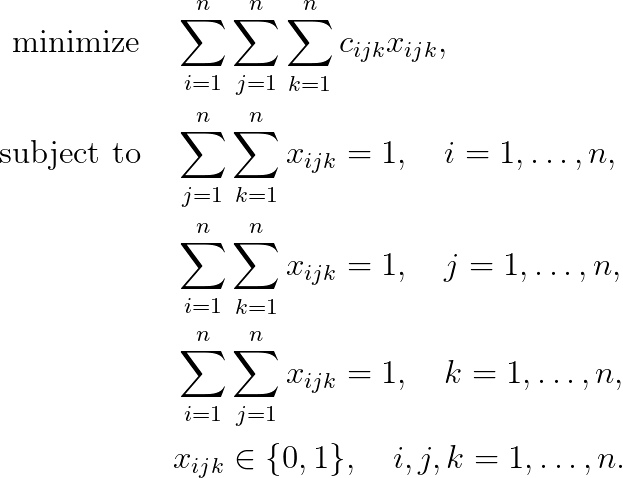 minimize $\sum_{i=1}^{n} \sum_{j=1}^{n} \sum_{k=1}^{n} c_{ijk} x_{ijk},$
subject to $\sum_{j=1}^{n} \sum_{k=1}^{n} x_{ijk} = 1, \quad i = 1, \ldots, n,$
$\sum_{i=1}^{n} \sum_{k=1}^{n} x_{ijk} = 1, \quad j = 1, \ldots, n,$
$\sum_{i=1}^{n} \sum_{j=1}^{n} x_{ijk} = 1, \quad k = 1, \ldots, n,$
$x_{ijk} \in \{0, 1\}, \quad i, j, k = 1, \ldots, n.$